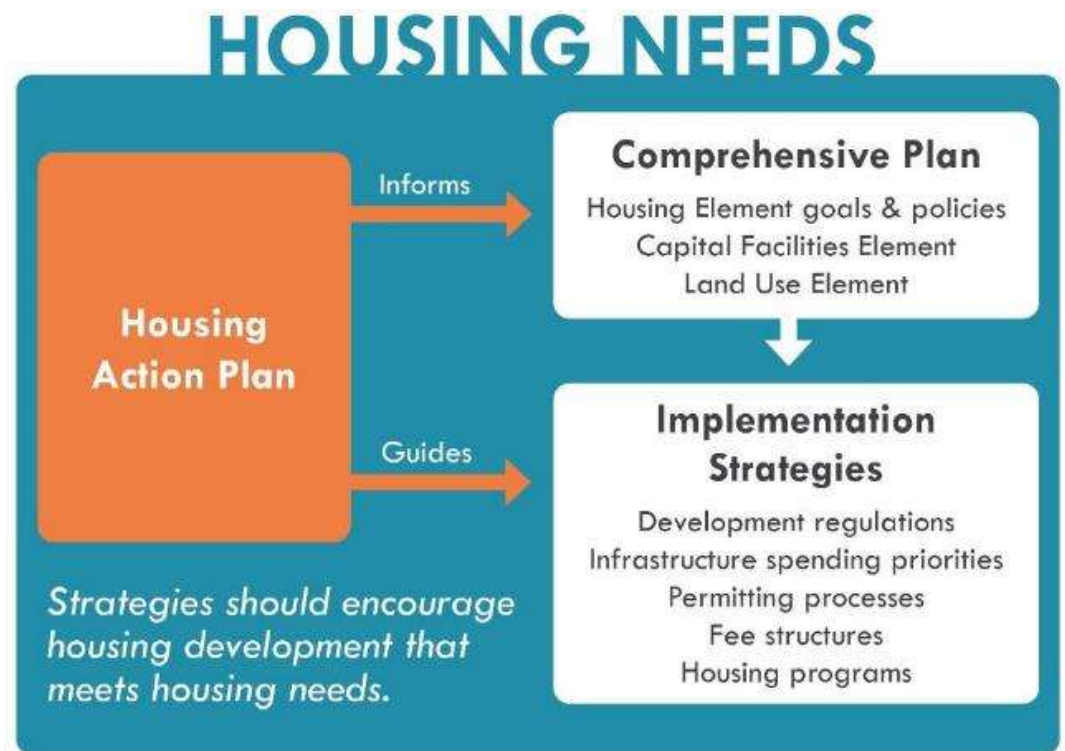 HOUSING NEEDS
Housing
Action Plan
Informs
Comprehensive Plan
Housing Element goals & policies
Capital Facilities Element
Land Use Element
Guides
Implementation
Strategies
Development regulations
Infrastructure spending priorities
Permitting processes
Fee structures
Housing programs
Strategies should encourage
housing development that
meets housing needs.